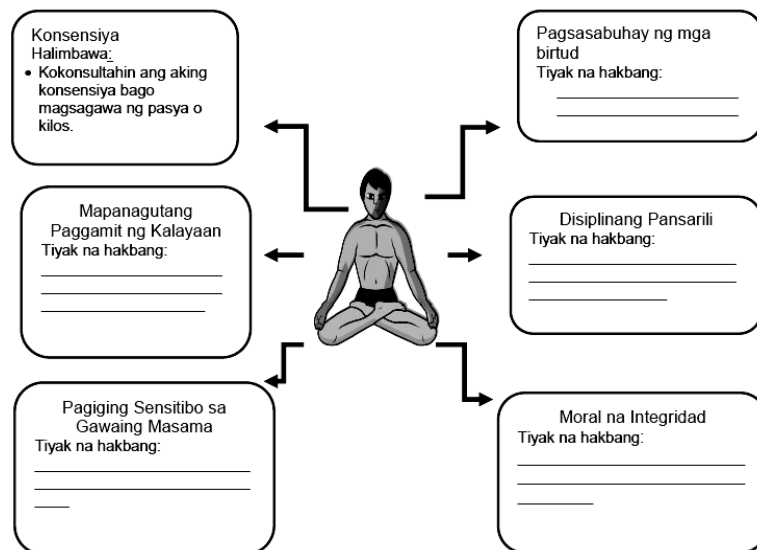 Konsensiya
Halimbawa:
• Kokonsultahin ang aking
konsensiya bago
magsagawa ng pasya o
kilos.
Pagsasabuhay ng mga
birtud
Tiyak na hakbang:
Mapanagutang
Paggamit ng Kalayaan
Tiyak na hakbang:
Disiplinang Pansarili
Tiyak na hakbang:
Pagiging Sensitibo sa
Gawaing Masama
Tiyak na hakbang:
Moral na Integridad
Tiyak na hakbang: